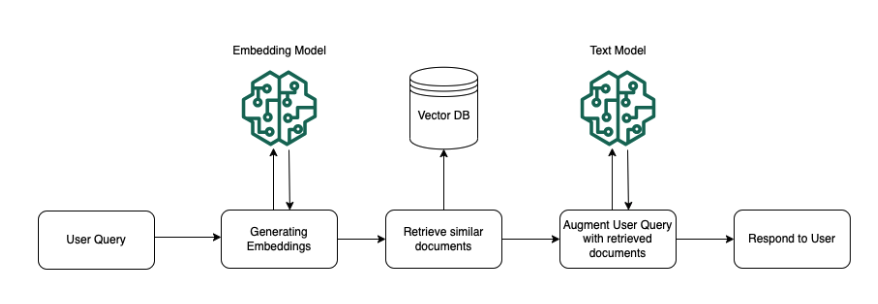 Embedding Model
Text Model
Vector DB
User Query
Generating
Embeddings
Retrieve similar
documents
Augment User Query
with retrieved
documents
Respond to User